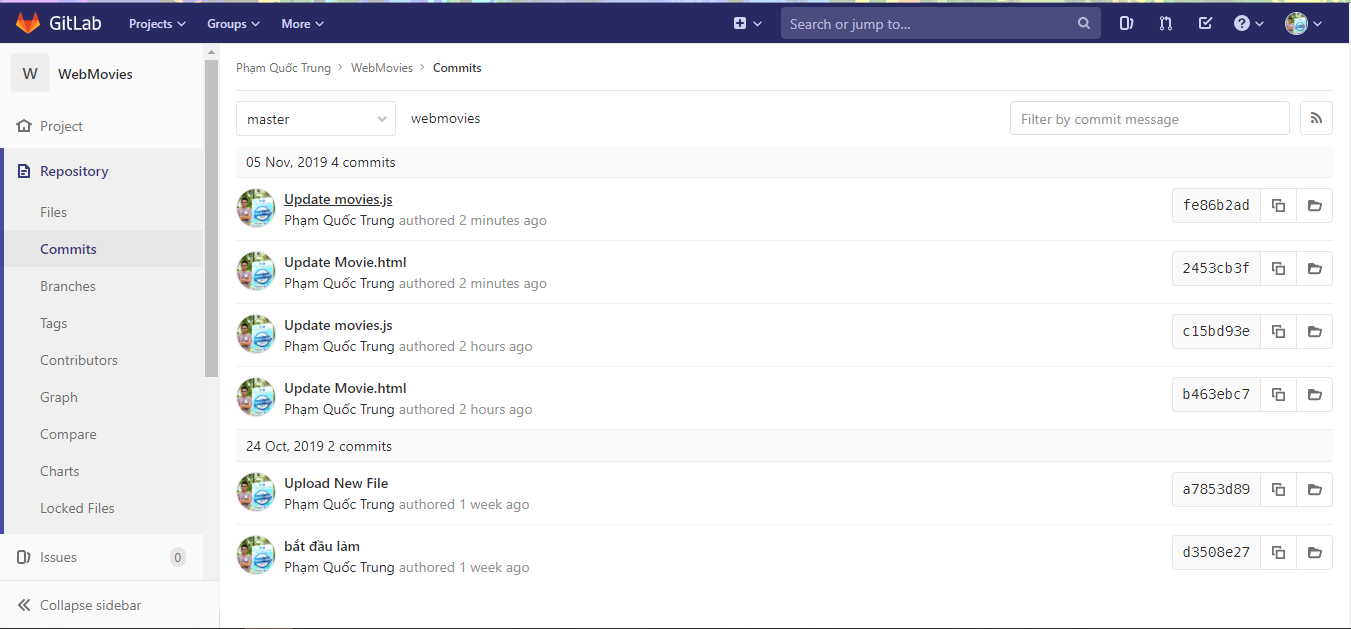 GitLab Projects Groups More Search or jump to...
W WebMovies
Project
Repository
Files
Commits
Branches
Tags
Contributors
Graph
Compare
Charts
Locked Files
Issues 0
Collapse sidebar
Phạm Quốc Trung > WebMovies > Commits
master webmovies Filter by commit message
05 Nov, 2019 4 commits
Update movies.js fe86b2ad
Phạm Quốc Trung authored 2 minutes ago
Update Movie.html 2453cb3f
Phạm Quốc Trung authored 2 minutes ago
Update movies.js c15bd93e
Phạm Quốc Trung authored 2 hours ago
Update Movie.html b463ebc7
Phạm Quốc Trung authored 2 hours ago
24 Oct, 2019 2 commits
Upload New File a7853d89
Phạm Quốc Trung authored 1 week ago
bắt đầu làm d3508e27
Phạm Quốc Trung authored 1 week ago